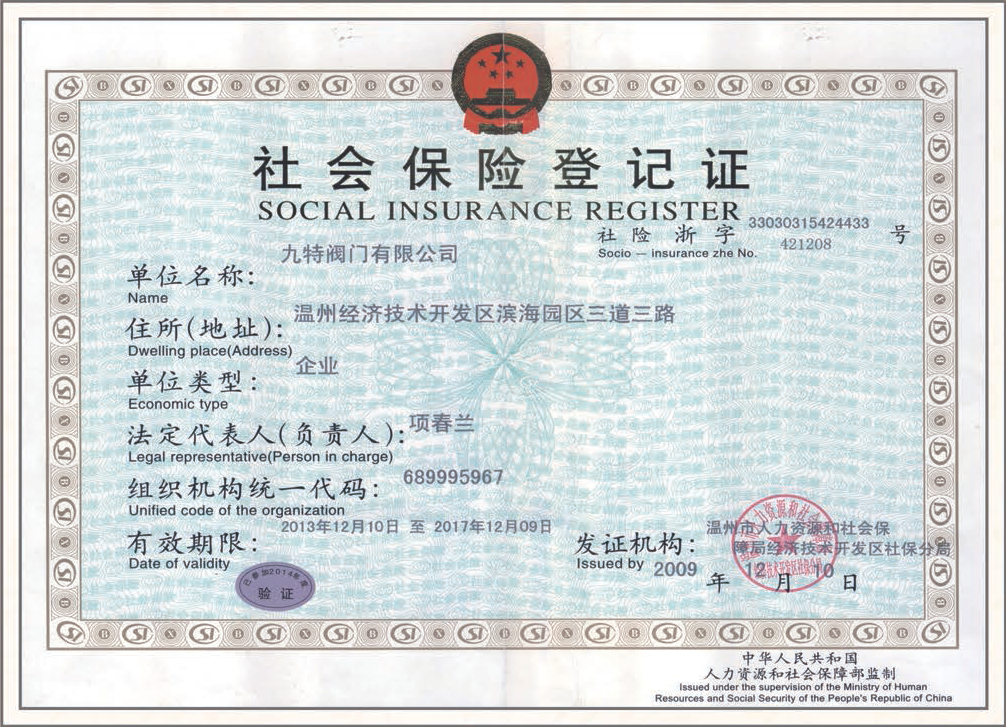 社会保险登记证
SOCIAL INSURANCE REGISTER
社险 浙 字 33030315424433 号
421208
Socio — insurance zhe No.
九特阀门有限公司
单位名称:
Name
温州经济技术开发区滨海园区三道三路
住所(地址):
Dwelling place(Address)
企业
单位类型:
Economic type
项春兰
法定代表人(负责人):
Legal representative(Person in charge)
689995967
组织机构统一代码:
Unified code of the organization
2013年12月10日 至 2017年12月09日
有效期限:
Date of validity
已参加2014年度
验证
温州市人力资源和社会保
障局经济技术开发区社保分局
发证机构:
Issued by 2009 年 12 月 10 日
中华人民共和国
人力资源和社会保障部监制
Issued under the supervision of the Ministry of Human
Resources and Social Security of the People's Republic of China